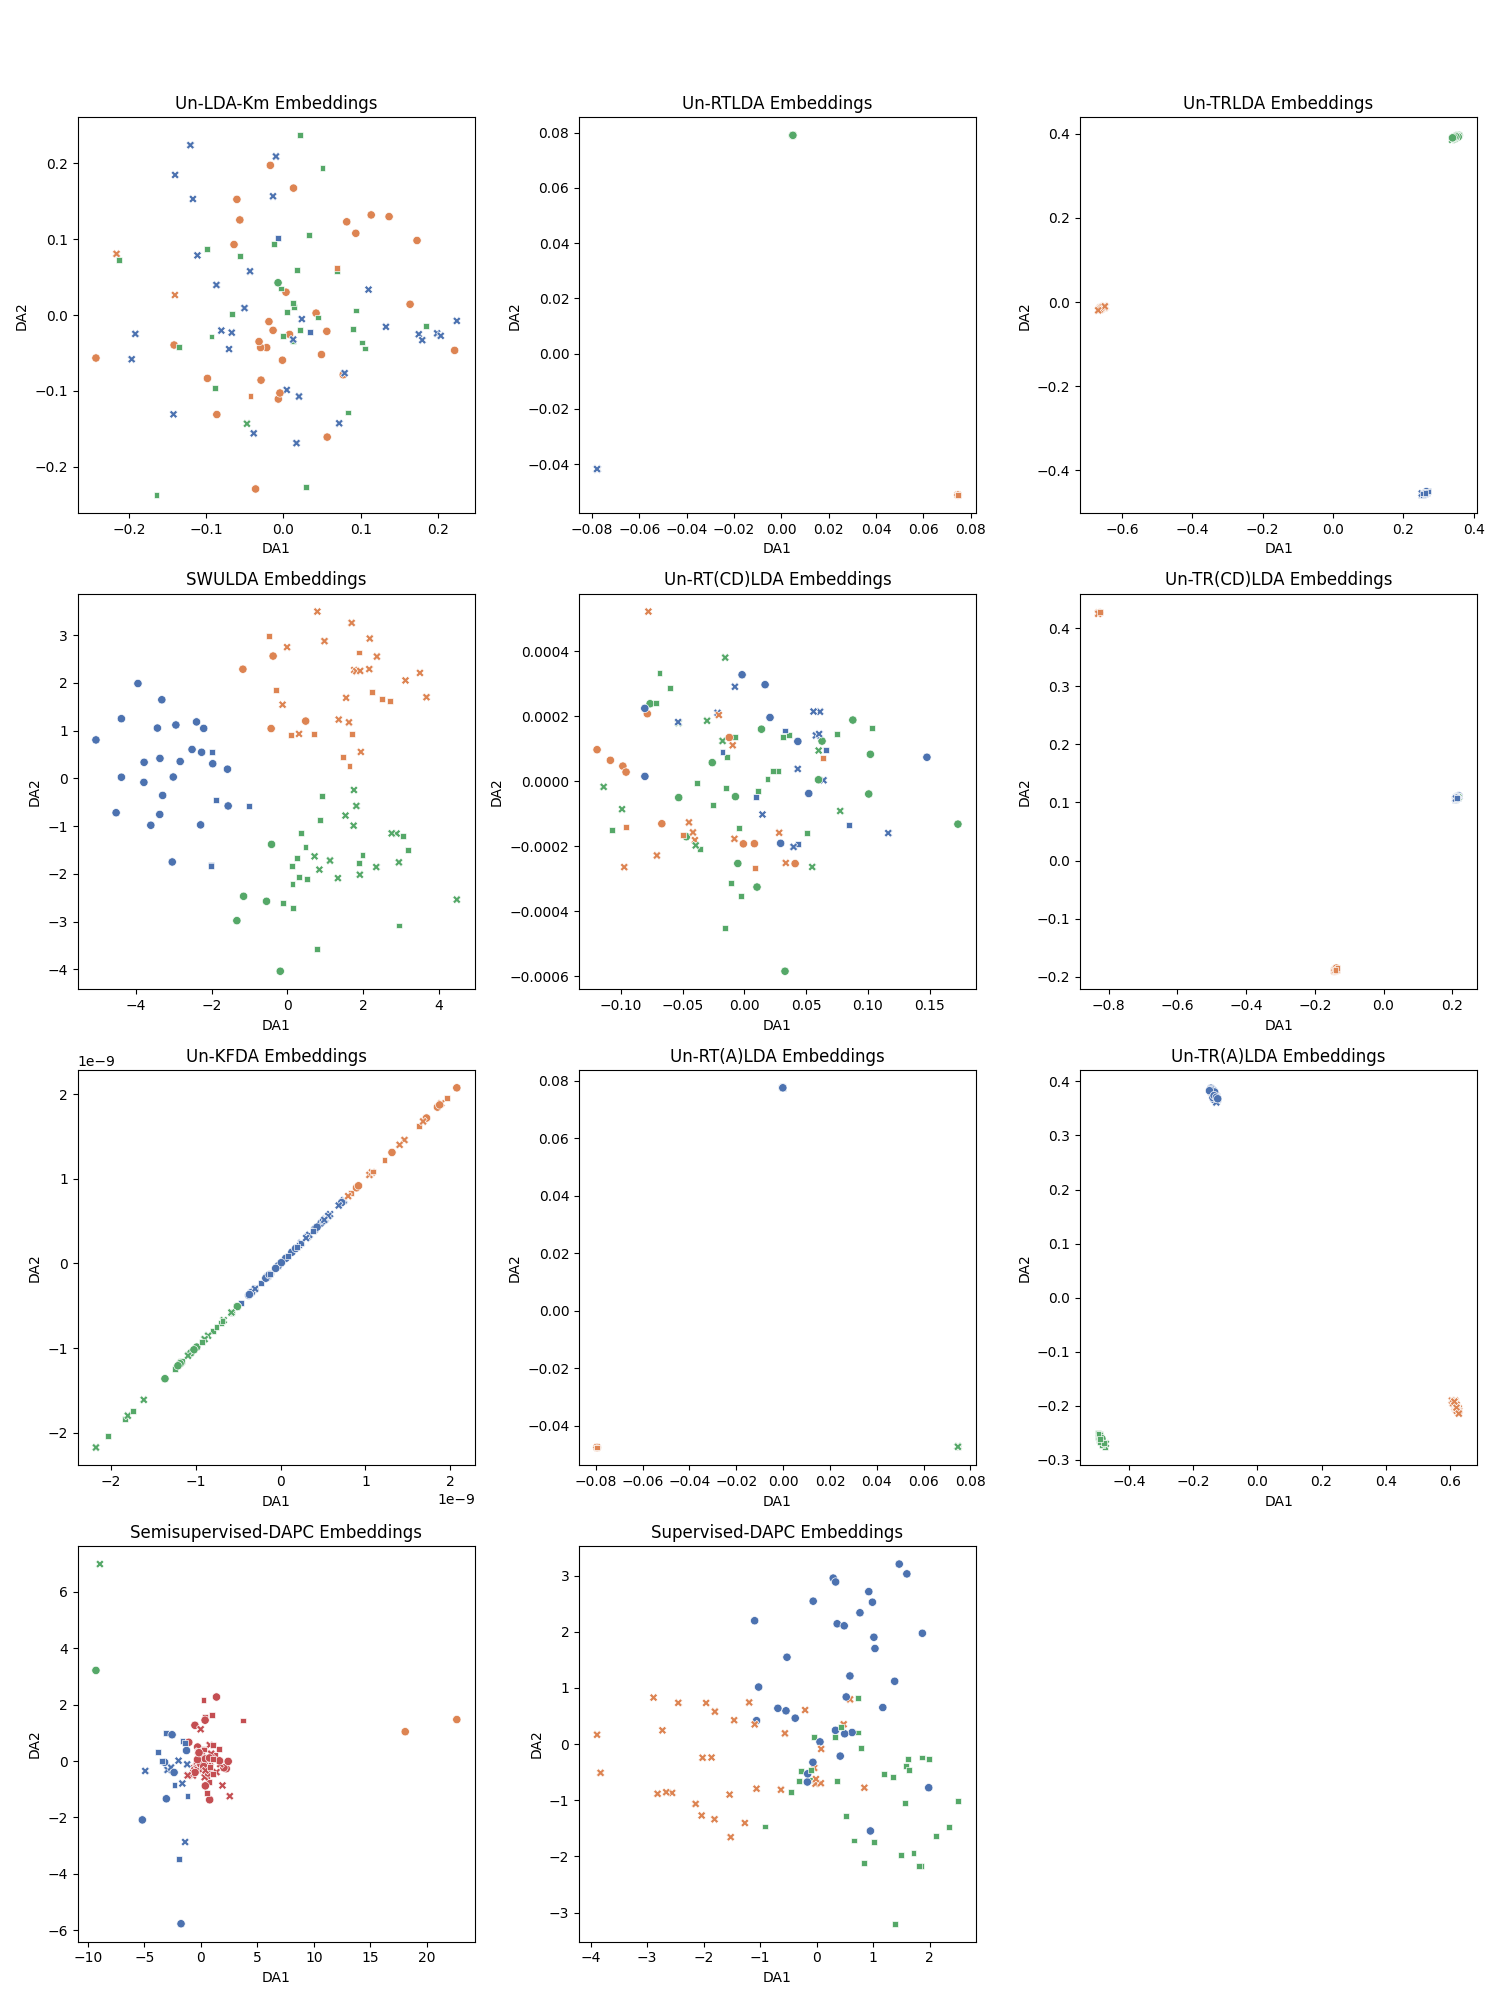 Un-LDA-Km Embeddings
DA2
0.2
0.1
0.0
−0.1
−0.2
−0.2 −0.1 0.0 0.1 0.2
DA1
Un-RTLDA Embeddings
DA2
0.08
0.06
0.04
0.02
0.00
−0.02
−0.04
−0.08 −0.06 −0.04 −0.02 0.00 0.02 0.04 0.06 0.08
DA1
Un-TRLDA Embeddings
DA2
0.4
0.2
0.0
−0.2
−0.4
−0.6 −0.4 −0.2 0.0 0.2 0.4
DA1
SWULDA Embeddings
DA2
3
2
1
0
−1
−2
−3
−4
−4 −2 0 2 4
DA1
Un-RT(CD)LDA Embeddings
DA2
0.0004
0.0002
0.0000
−0.0002
−0.0004
−0.0006
−0.10 −0.05 0.00 0.05 0.10 0.15
DA1
Un-TR(CD)LDA Embeddings
DA2
0.4
0.3
0.2
0.1
0.0
−0.1
−0.2
−0.8 −0.6 −0.4 −0.2 0.0 0.2
DA1
Un-KFDA Embeddings
1e−9
DA2
2
1
0
−1
−2
−2 −1 0 1 2
DA1
1e−9
Un-RT(A)LDA Embeddings
DA2
0.08
0.06
0.04
0.02
0.00
−0.02
−0.04
−0.08 −0.06 −0.04 −0.02 0.00 0.02 0.04 0.06 0.08
DA1
Un-TR(A)LDA Embeddings
DA2
0.4
0.3
0.2
0.1
0.0
−0.1
−0.2
−0.3
−0.4 −0.2 0.0 0.2 0.4 0.6
DA1
Semisupervised-DAPC Embeddings
DA2
6
4
2
0
−2
−4
−6
−10 −5 0 5 10 15 20
DA1
Supervised-DAPC Embeddings
DA2
3
2
1
0
−1
−2
−3
−4 −3 −2 −1 0 1 2
DA1